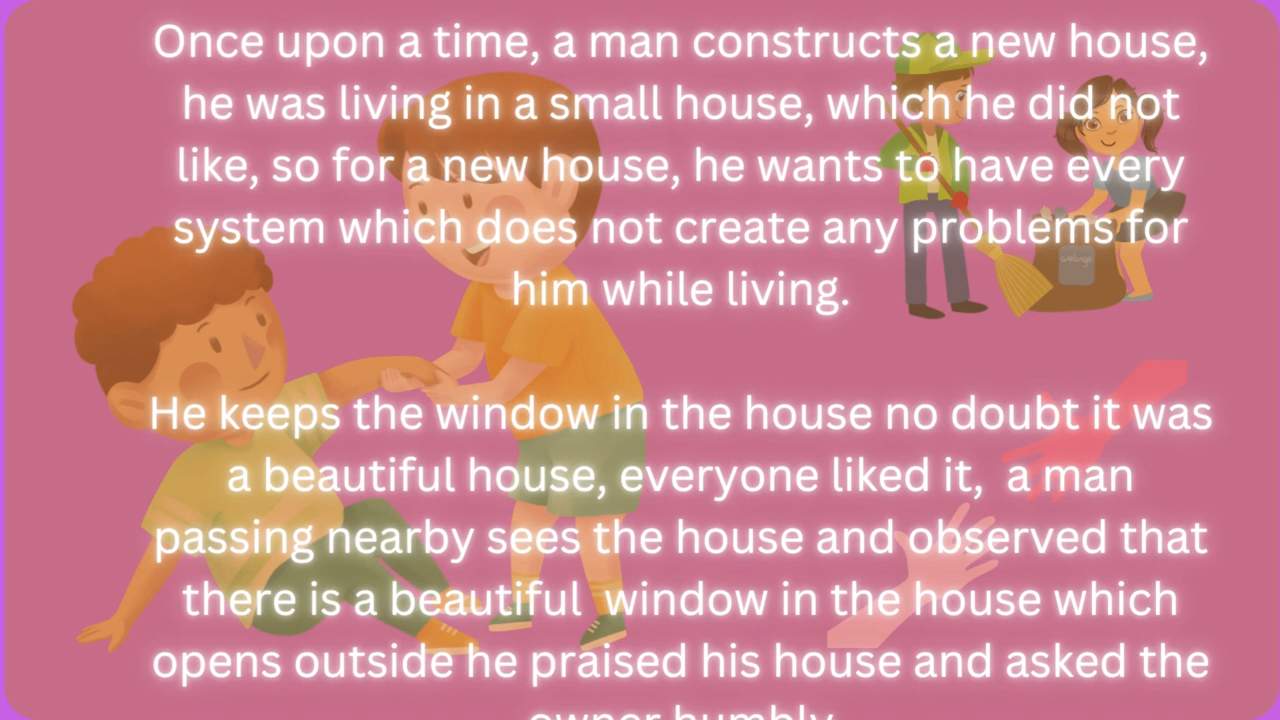 Once upon a time, a man constructs a new house,
he was living in a small house, which he did not
like, so for a new house, he wants to have every
system which does not create any problems for
him while living.
He keeps the window in the house no doubt it was
a beautiful house, everyone liked it,  a man
passing nearby sees the house and observed that
there is a beautiful  window in the house which
opens outside he praised his house and asked the
owner humbly
Garbage